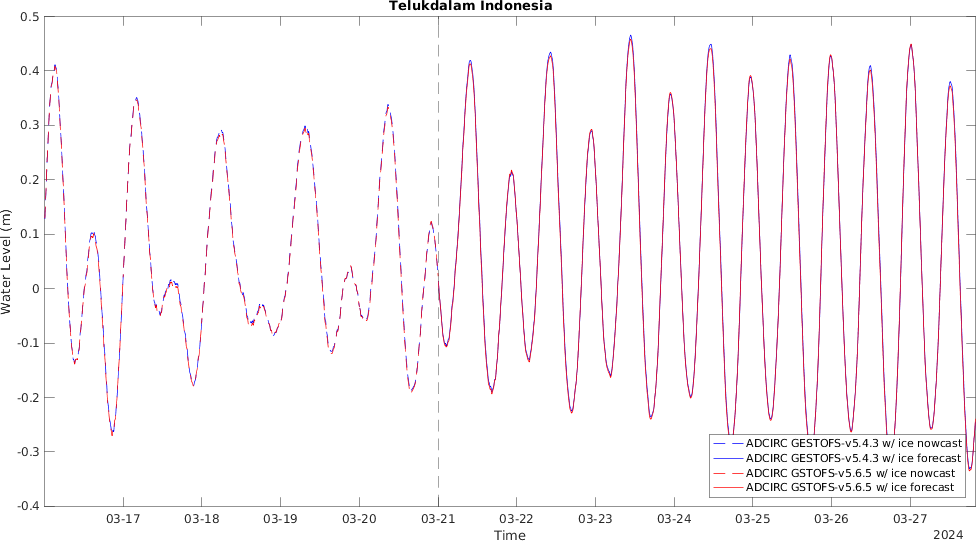 Telukdalam Indonesia
0.5
0.4
0.3
0.2
0.1
0
-0.1
-0.2
-0.3
-0.4
Water Level (m)
ADCIRC GESTOFS-v5.4.3 w/ ice nowcast
ADCIRC GESTOFS-v5.4.3 w/ ice forecast
ADCIRC GSTOFS-v5.6.5 w/ ice nowcast
ADCIRC GSTOFS-v5.6.5 w/ ice forecast
03-17 03-18 03-19 03-20 03-21 03-22 03-23 03-24 03-25 03-26 03-27
Time
2024